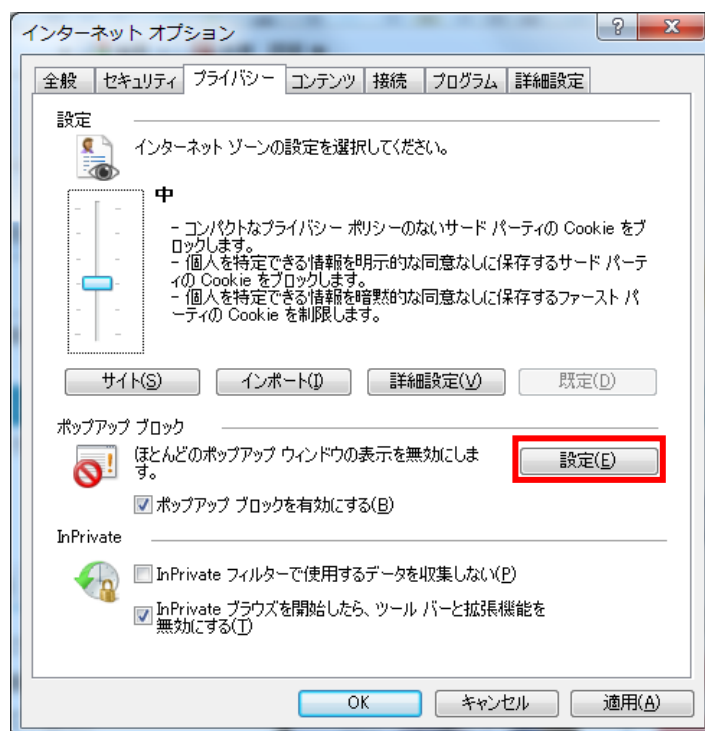 インターネット オプション
全般 セキュリティ プライバシー コンテンツ 接続 プログラム 詳細設定
設定
インターネット ゾーンの設定を選択してください。
中
- コンパクトなプライバシー ポリシーのないサード パーティの Cookie をブ
ロックします。
- 個人を特定できる情報を明示的な同意なしに保存するサード パーテ
ィの Cookie をブロックします。
- 個人を特定できる情報を暗黙的な同意なしに保存するファースト パ
ーティの Cookie を制限します。
サイト(S) インポート(I) 詳細設定(V) 既定(D)
ポップアップ ブロック
ほとんどのポップアップ ウィンドウの表示を無効にしま
す。
設定(E)
ポップアップ ブロックを有効にする(B)
InPrivate
InPrivate フィルターで使用するデータを収集しない(P)
InPrivate ブラウズを開始したら、ツール バーと拡張機能を
無効にする(T)
OK キャンセル 適用(A)